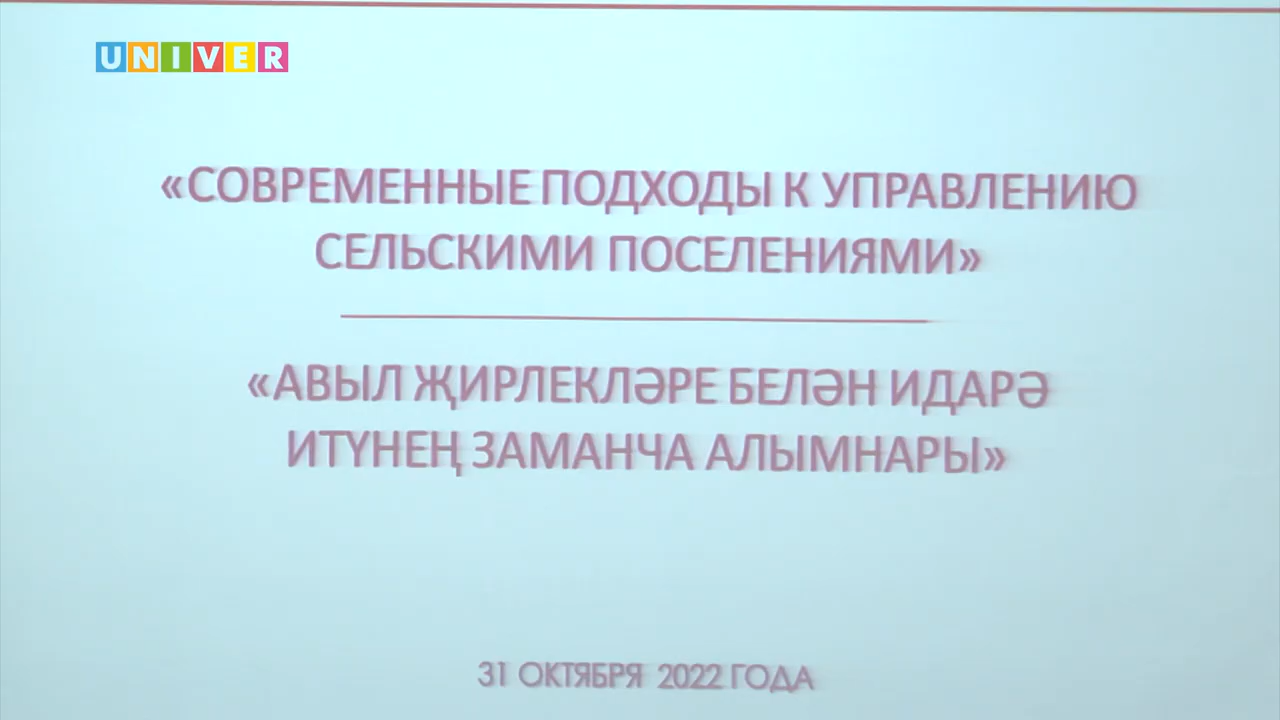 UNIVER
«СОВРЕМЕННЫЕ ПОДХОДЫ К УПРАВЛЕНИЮ
СЕЛЬСКИМИ ПОСЕЛЕНИЯМИ»
«АВЫЛ ҖИРЛЕКЛӘРЕ БЕЛӘН ИДАРӘ
ИТҮНЕҢ ЗАМАНЧА АЛЫМНАРЫ»
31 ОКТЯБРЯ 2022 ГОДА